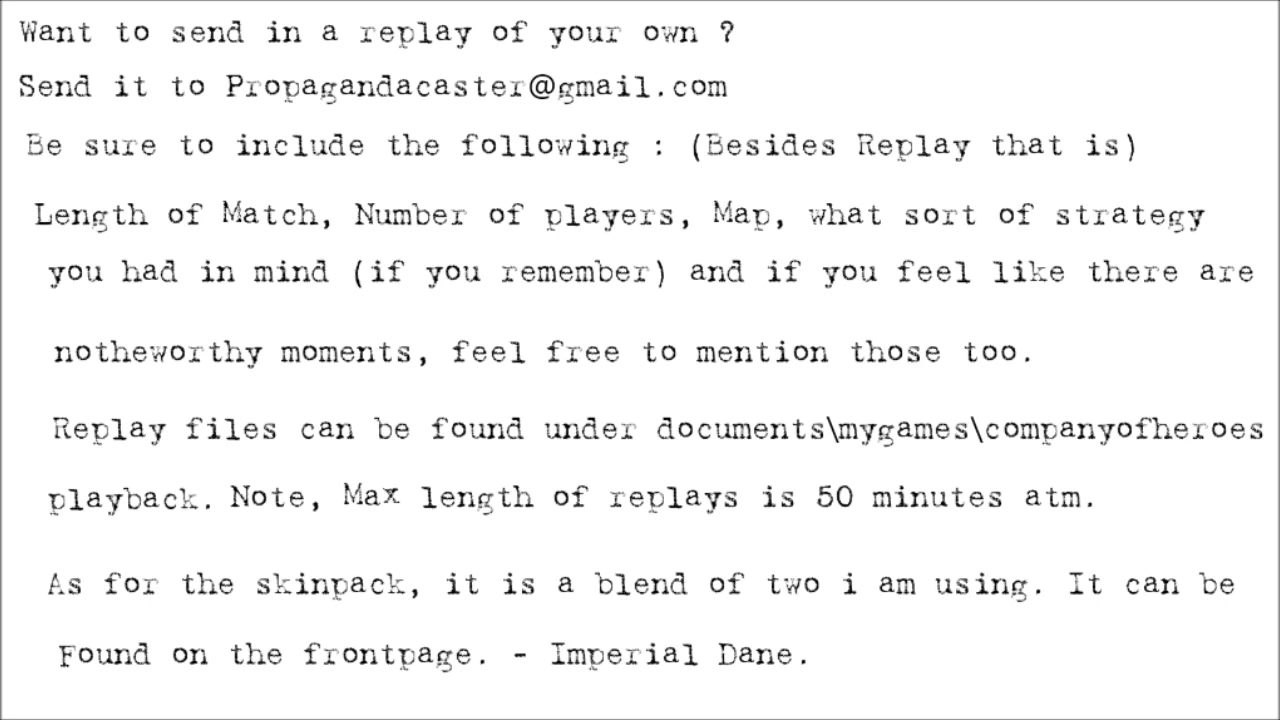 Want to send in a replay of your own ?
Send it to Propagandacaster@gmail.com
Be sure to include the following : (Besides Replay that is)
Length of Match, Number of players, Map, what sort of strategy
you had in mind (if you remember) and if you feel like there are
notheworthy moments, feel free to mention those too.
Replay files can be found under documents\mygames\companyofheroes
playback. Note, Max length of replays is 50 minutes atm.
As for the skinpack, it is a blend of two i am using. It can be
Found on the frontpage. - Imperial Dane.